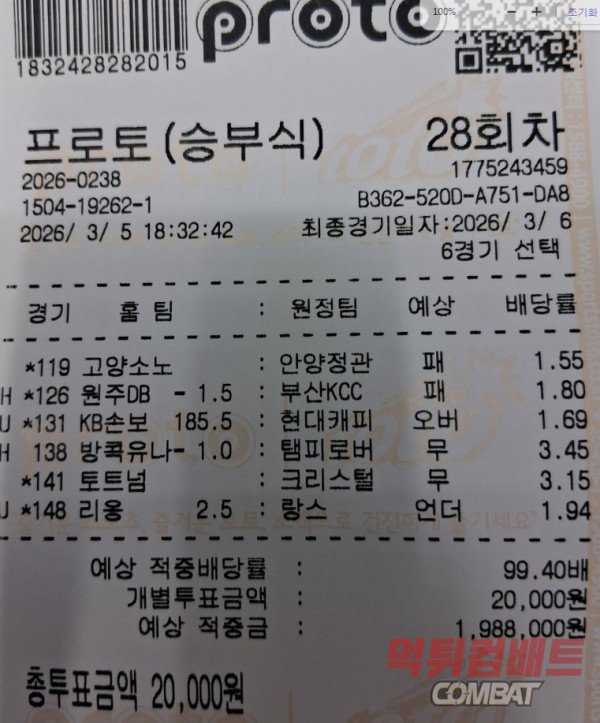 100% - + 초기화
proto
1832428282015
프로토(승부식) 28회차
2026-0238 1775243459
1504-19262-1 B362-520D-A751-DA8
2026/ 3/ 5 18:32:42 최종경기일자:2026/ 3/ 6
6경기 선택
경기 홈 팀 : 원정팀 예상 배당률
*119 고양소노 : 안양정관 패 1.55
H *126 원주DB - 1.5 : 부산KCC 패 1.80
U *131 KB손보 185.5 : 현대캐피 오버 1.69
H 138 방콕유나- 1.0 : 탬피로버 무 3.45
*141 토트넘 : 크리스털 무 3.15
U *148 리옹 2.5 : 랑스 언더 1.94
예상 적중배당률 : 99.40배
개별투표금액 : 20,000원
예상 적중금 : 1,988,000원
먹튀컴배트
COMBAT
총투표금액 20,000원